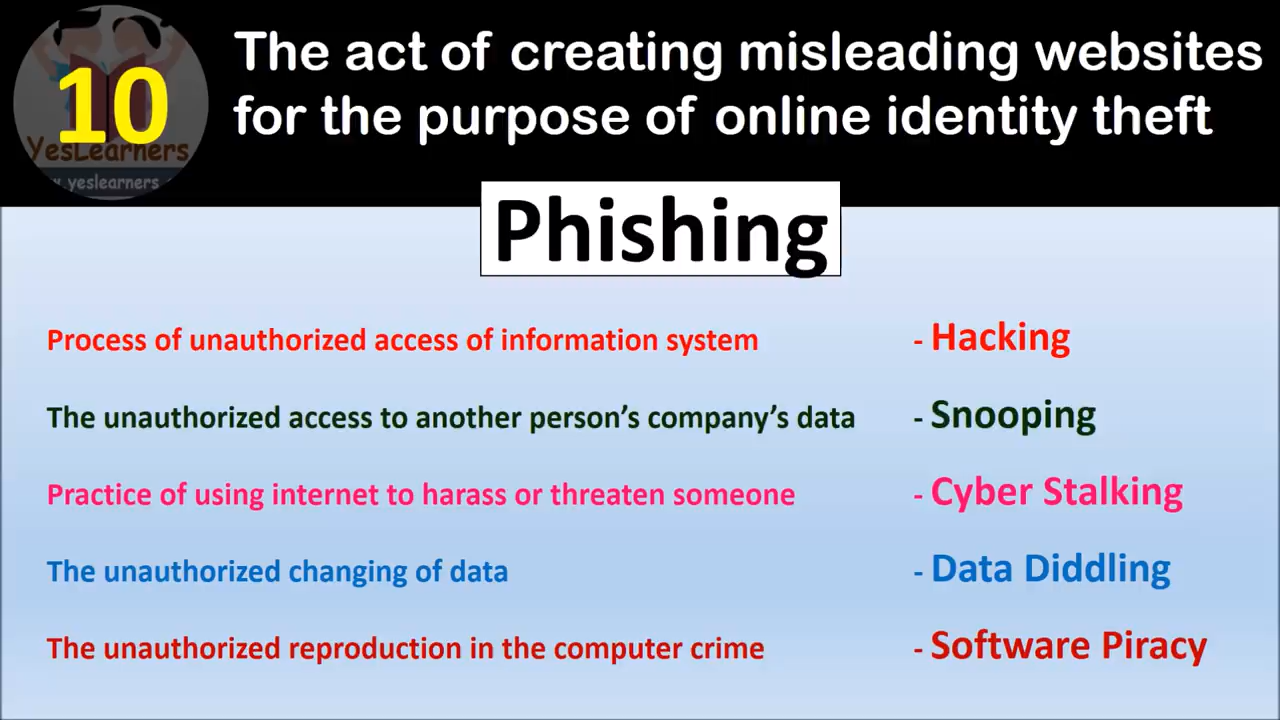 10
YesLearners
w.yeslearners.
The act of creating misleading websites
for the purpose of online identity theft
Phishing
Process of unauthorized access of information system - Hacking
The unauthorized access to another person’s company’s data - Snooping
Practice of using internet to harass or threaten someone - Cyber Stalking
The unauthorized changing of data - Data Diddling
The unauthorized reproduction in the computer crime - Software Piracy